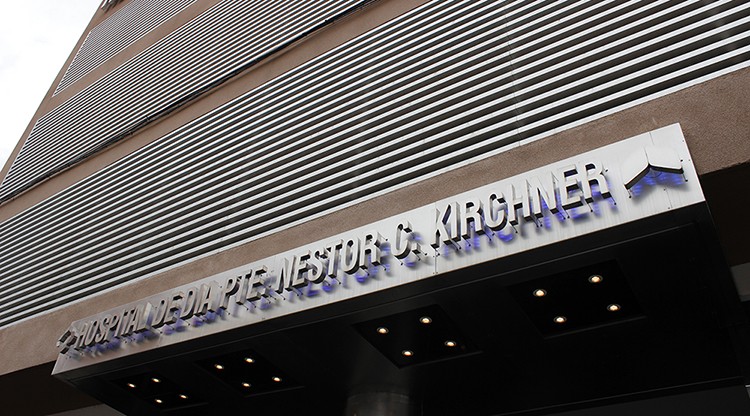 HOSPITAL DE DIA PTE. NESTOR C. KIRCHNER